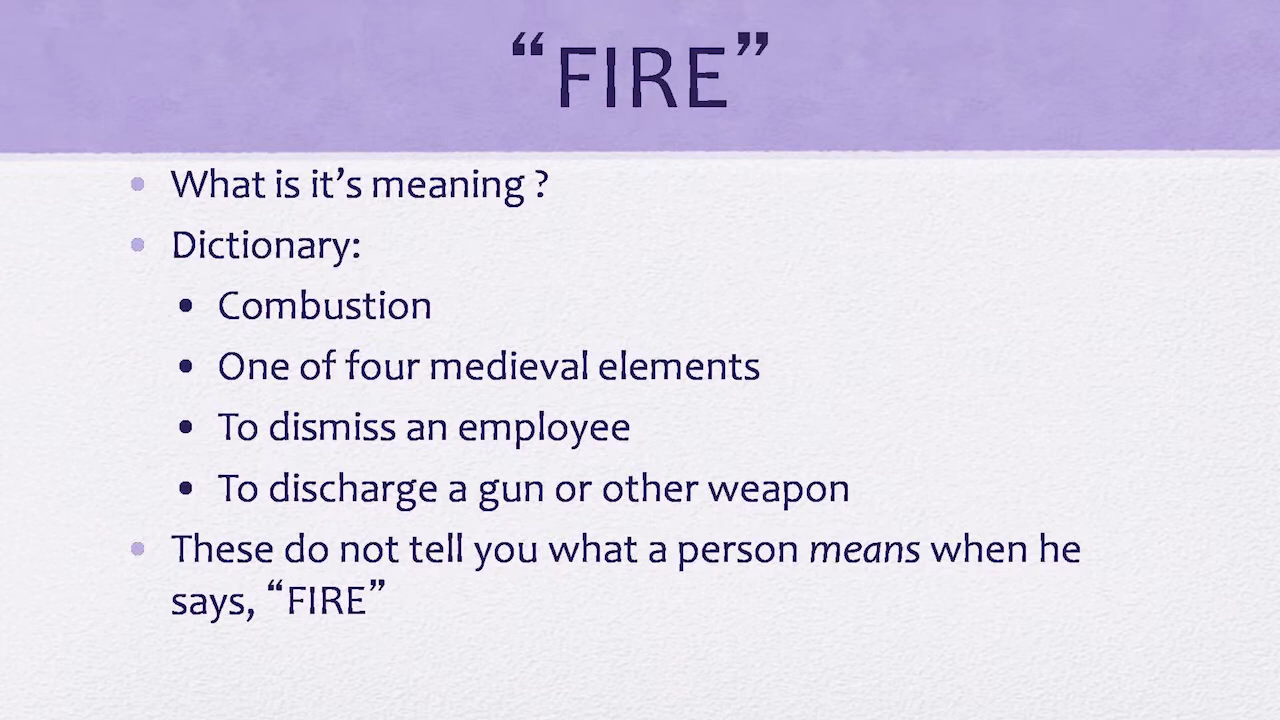 “FIRE”
• What is it’s meaning ?
• Dictionary:
• Combustion
• One of four medieval elements
• To dismiss an employee
• To discharge a gun or other weapon
• These do not tell you what a person means when he
says, “FIRE”